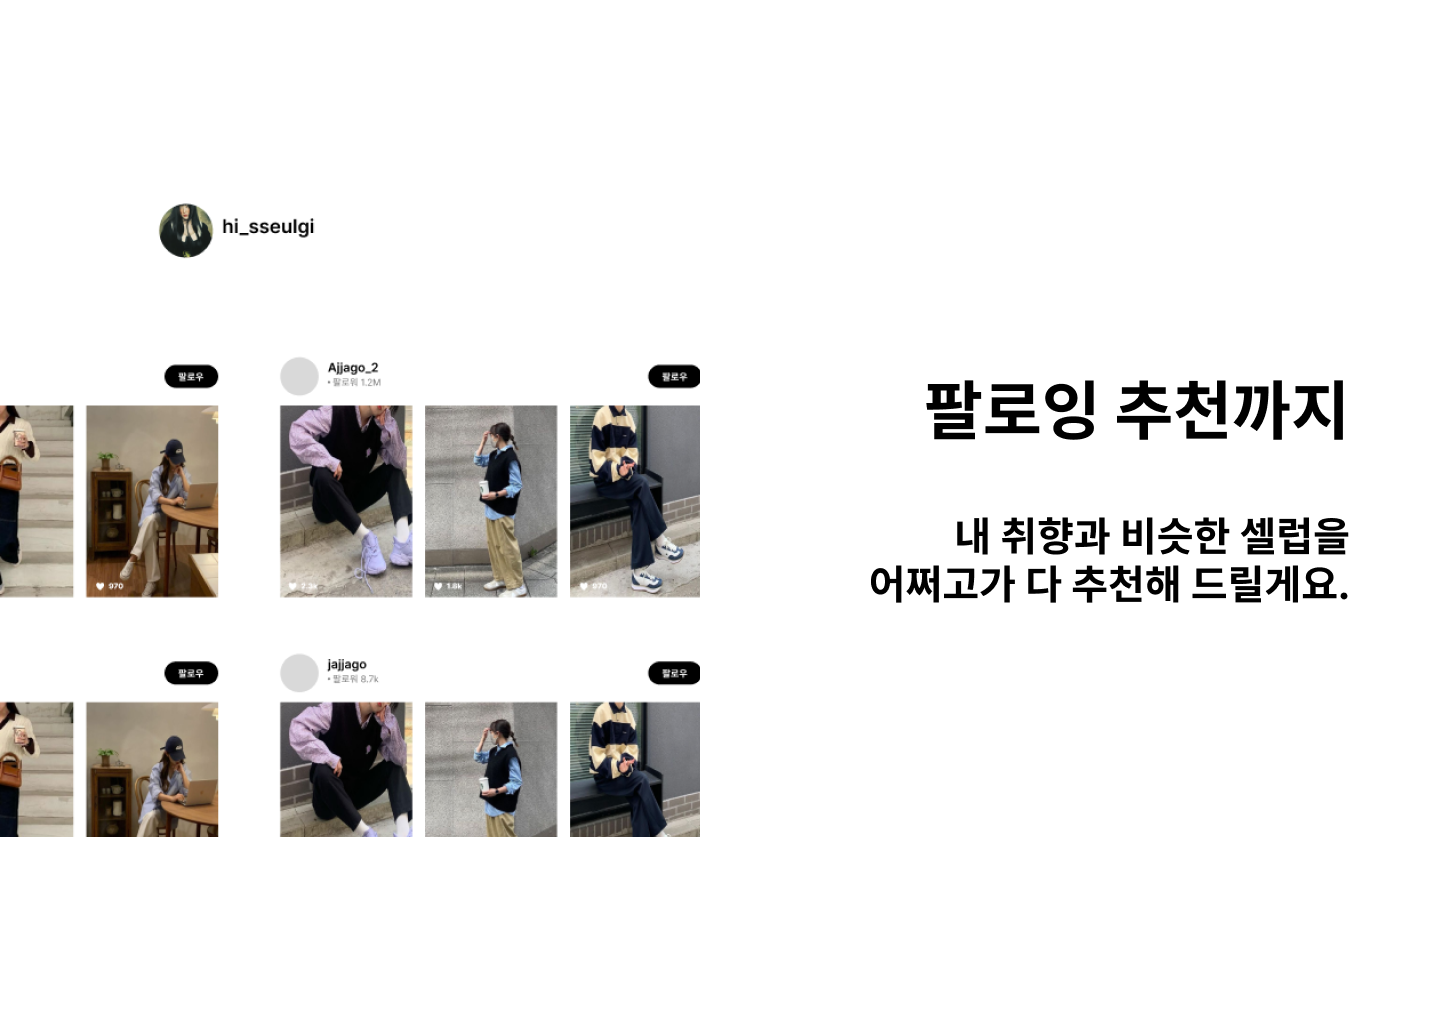 hi_sseulgi
팔로우
Ajjago_2
• 팔로워 1.2M
팔로우
970
2.3k
1.8k
970
팔로우
jajjago
• 팔로워 8.7k
팔로우
팔로잉 추천까지
내 취향과 비슷한 셀럽을
어쩌고가 다 추천해 드릴게요.